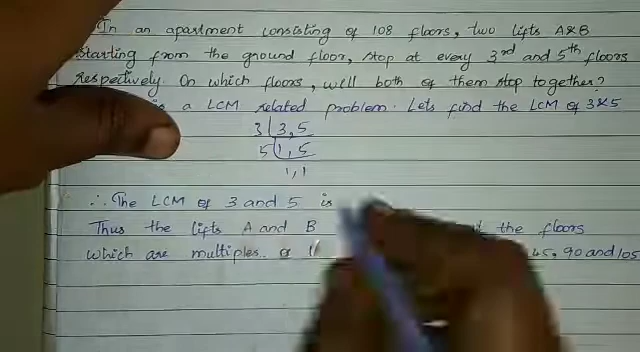 In an apartment consisting of 108 floors, two lifts A&B
starting from the ground floor, stop at every 3rd and 5th floors
respectively. On which floors, will both of them stop together?
is a LCM related problem. Lets find the LCM of 3&5
3 | 3, 5
5 | 1, 5
1, 1
∴ The LCM of 3 and 5 is
Thus the lifts A and B the floors
which are multiples 45. 90 and 105